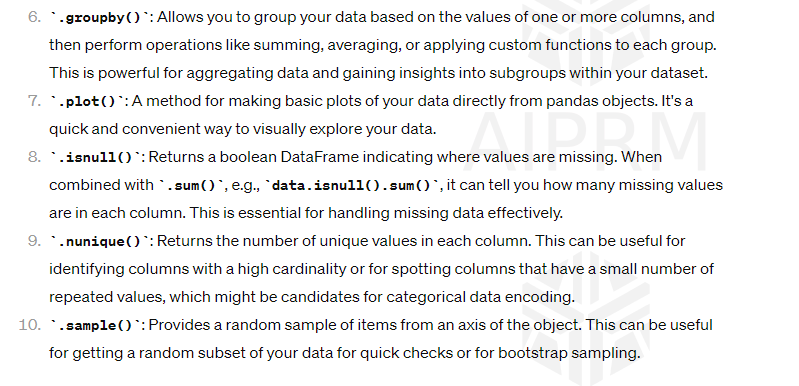 6. `.groupby()`: Allows you to group your data based on the values of one or more columns, and
then perform operations like summing, averaging, or applying custom functions to each group.
This is powerful for aggregating data and gaining insights into subgroups within your dataset.
7. `.plot()`: A method for making basic plots of your data directly from pandas objects. It's a
quick and convenient way to visually explore your data.
AIPRM
8. `.isnull()`: Returns a boolean DataFrame indicating where values are missing. When
combined with `.sum()`, e.g., `data.isnull().sum()`, it can tell you how many missing values
are in each column. This is essential for handling missing data effectively.
9. `.nunique()`: Returns the number of unique values in each column. This can be useful for
identifying columns with a high cardinality or for spotting columns that have a small number of
repeated values, which might be candidates for categorical data encoding.
10. `.sample()`: Provides a random sample of items from an axis of the object. This can be useful
for getting a random subset of your data for quick checks or for bootstrap sampling.